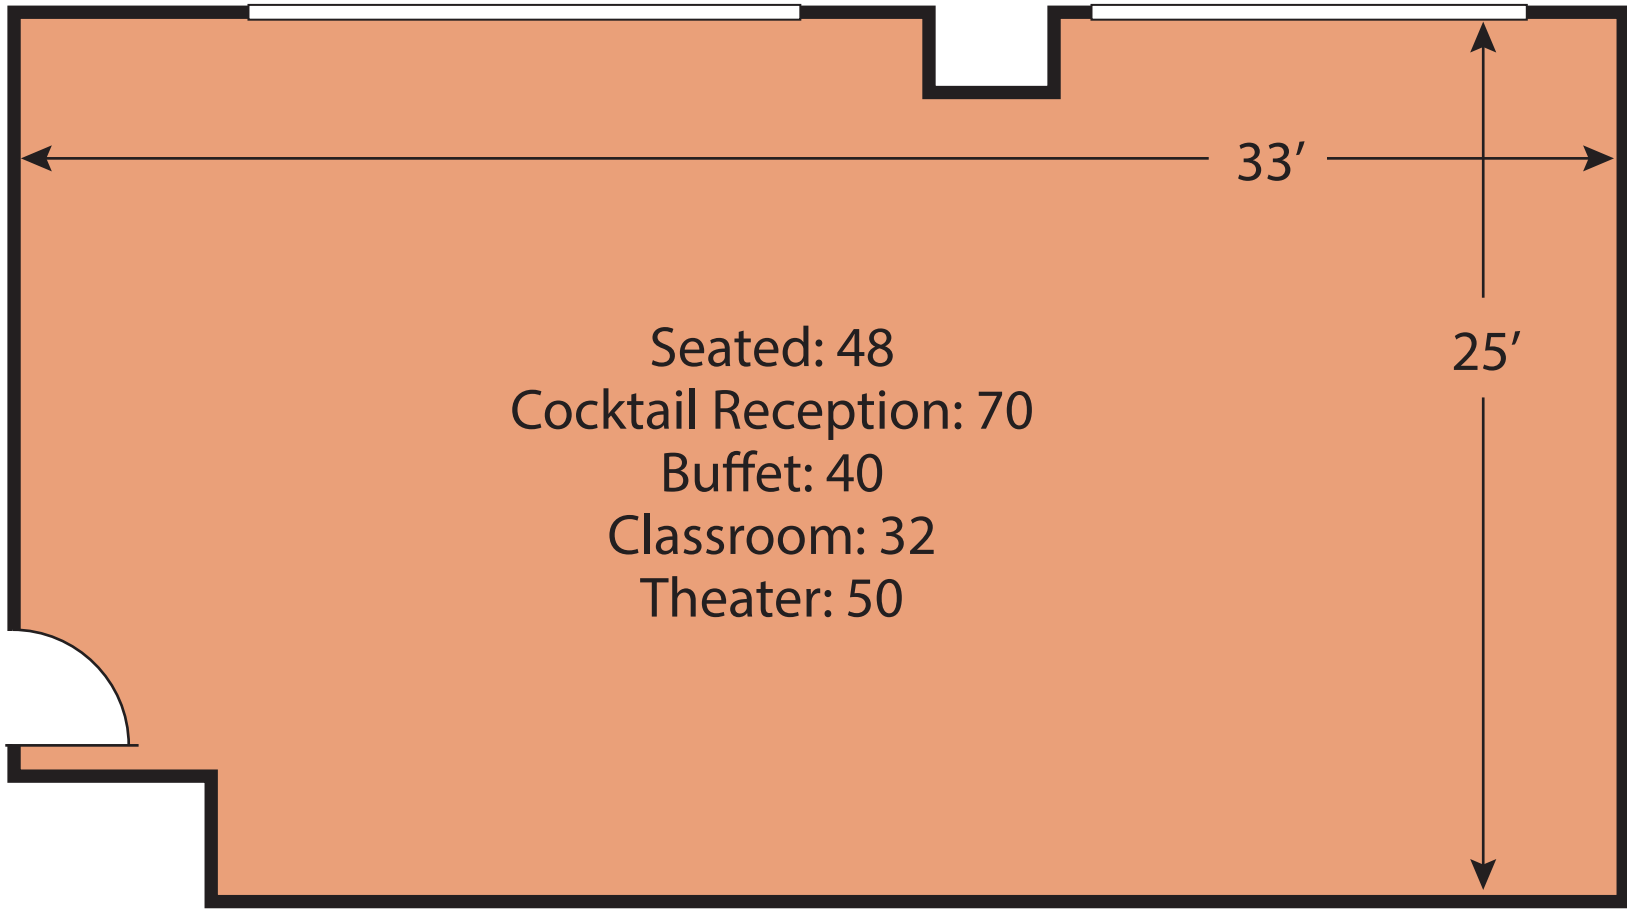 33’
25’
Seated: 48
Cocktail Reception: 70
Buffet: 40
Classroom: 32
Theater: 50